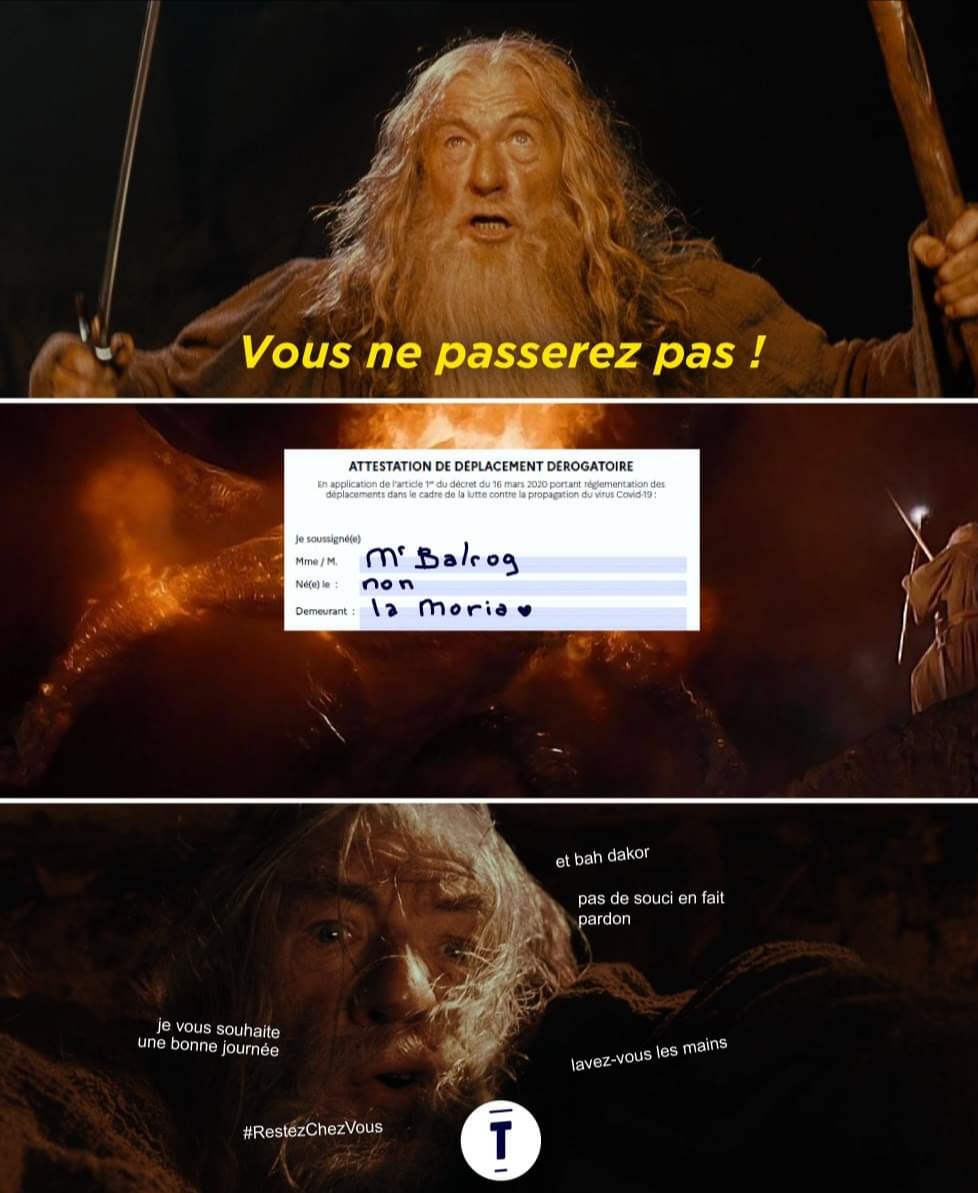 Vous ne passerez pas !
ATTESTATION DE DÉPLACEMENT DÉROGATOIRE
En application de l'article 1er du décret du 16 mars 2020 portant réglementation des
déplacements dans le cadre de la lutte contre la propagation du virus Covid-19 :
Je soussigné(e)
Mme / M. Mr Balrog
Né(e) le : non
Demeurant : la Moria ♥
et bah dakor
pas de souci en fait
pardon
je vous souhaite
une bonne journée
lavez-vous les mains
#RestezChezVous
T